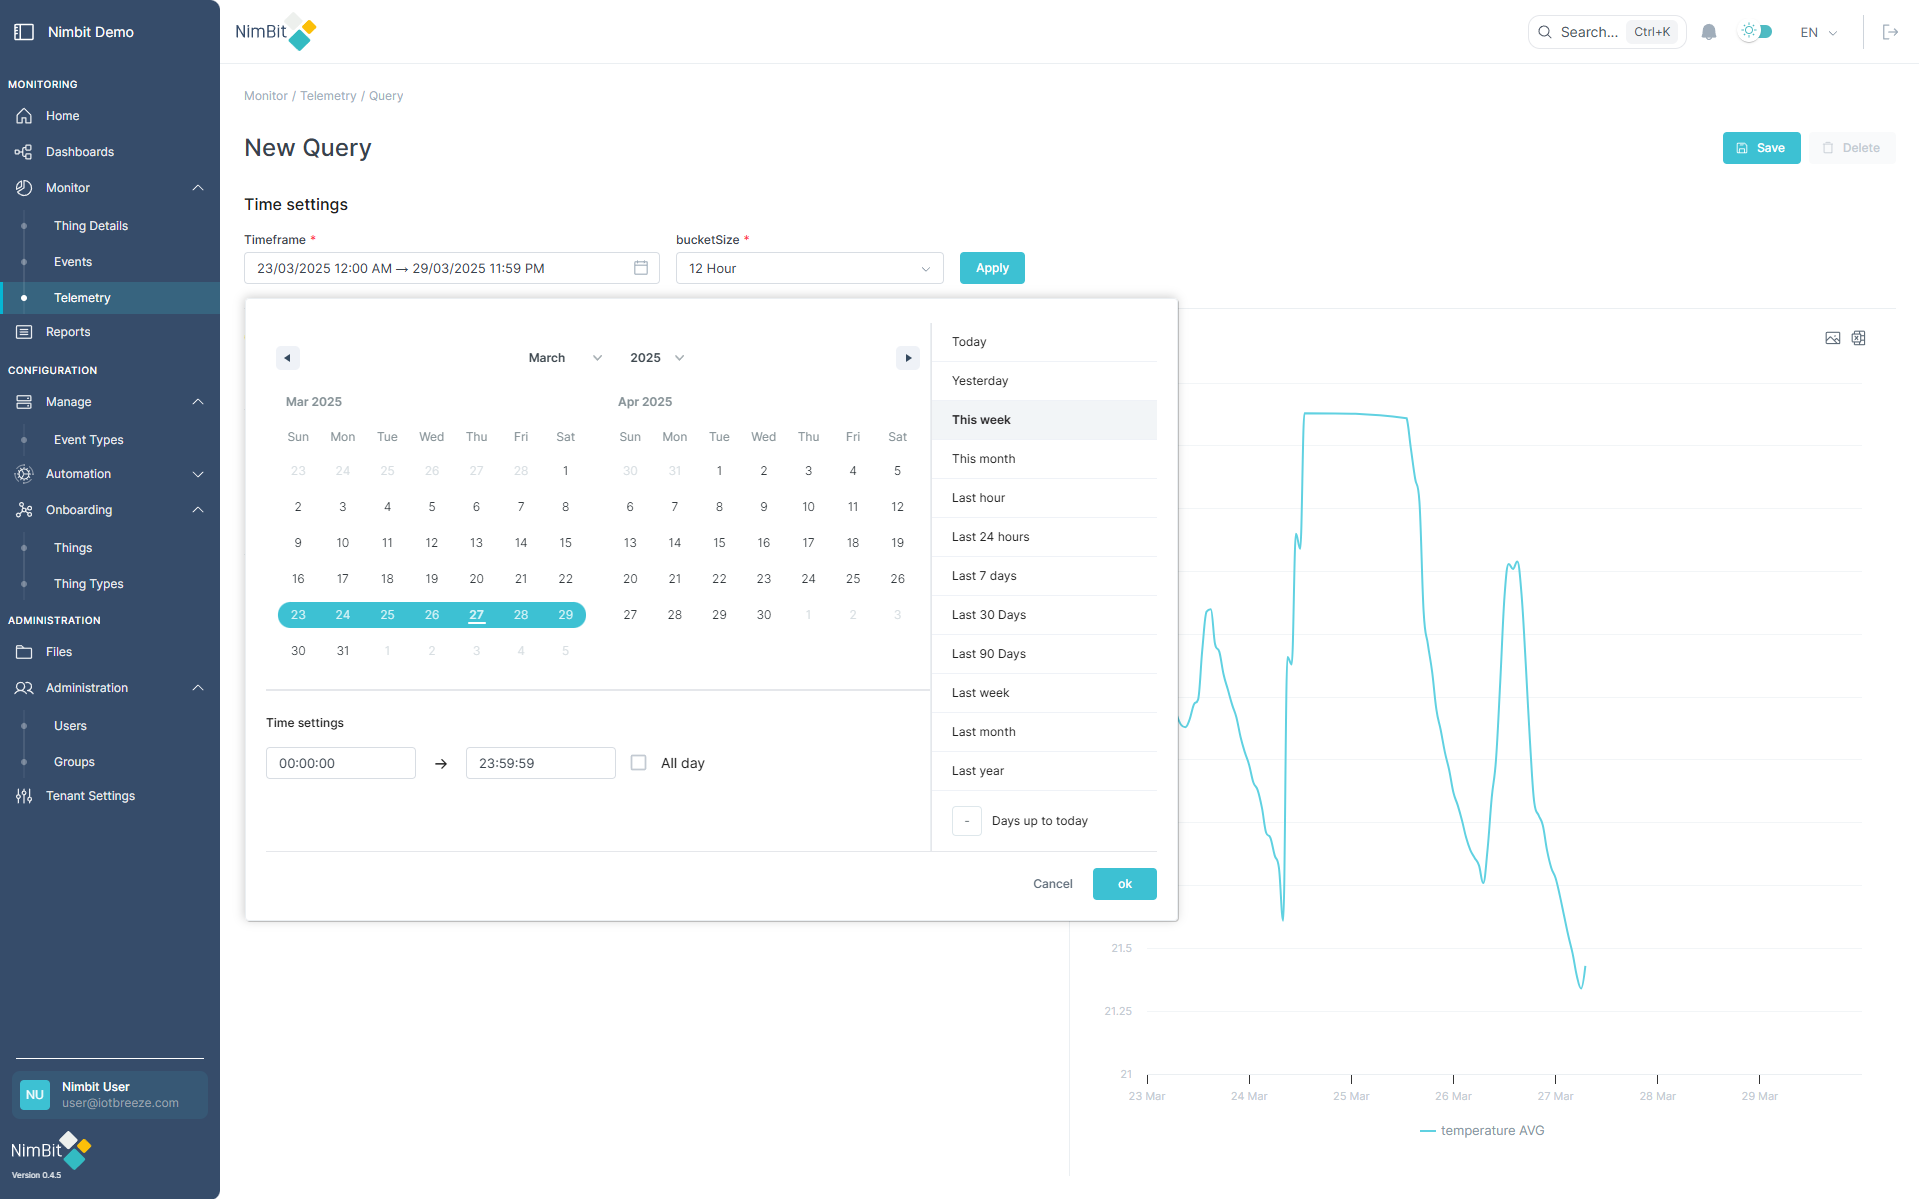 Nimbit Demo
MONITORING
Home
Dashboards
Monitor
Thing Details
Events
Telemetry
Reports
CONFIGURATION
Manage
Event Types
Automation
Onboarding
Things
Thing Types
ADMINISTRATION
Files
Administration
Users
Groups
Tenant Settings
NU
Nimbit User
user@iotbreeze.com
NimBit
Version 0.4.5
NimBit
Search... Ctrl+K
EN
Monitor / Telemetry / Query
New Query
Save
Delete
Time settings
Timeframe *
23/03/2025 12:00 AM → 29/03/2025 11:59 PM
bucketSize *
12 Hour
Apply
March 2025
Mar 2025
Sun Mon Tue Wed Thu Fri Sat
23 24 25 26 27 28 1
2 3 4 5 6 7 8
9 10 11 12 13 14 15
16 17 18 19 20 21 22
23 24 25 26 27 28 29
30 31 1 2 3 4 5
Apr 2025
Sun Mon Tue Wed Thu Fri Sat
30 31 1 2 3 4 5
6 7 8 9 10 11 12
13 14 15 16 17 18 19
20 21 22 23 24 25 26
27 28 29 30 1 2 3
Time settings
00:00:00 → 23:59:59 All day
Today
Yesterday
This week
This month
Last hour
Last 24 hours
Last 7 days
Last 30 Days
Last 90 Days
Last week
Last month
Last year
- Days up to today
Cancel
ok
21.5
21.25
21
23 Mar 24 Mar 25 Mar 26 Mar 27 Mar 28 Mar 29 Mar
temperature AVG